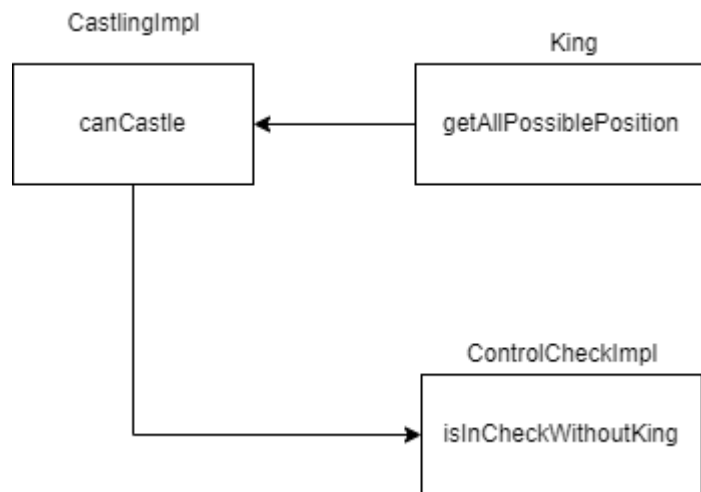 CastlingImpl
King
canCastle
getAllPossiblePosition
ControlCheckImpl
isInCheckWithoutKing